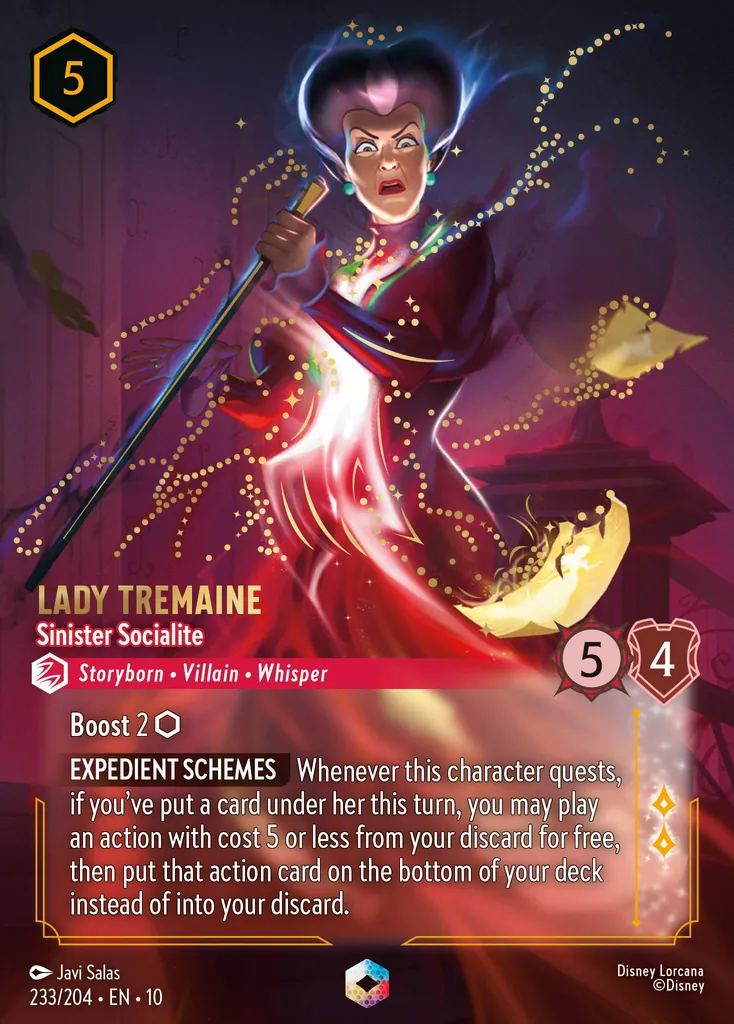 5
LADY TREMAINE
Sinister Socialite
Storyborn • Villain • Whisper
5 4
Boost 2 ⬡
EXPEDIENT SCHEMES Whenever this character quests,
if you've put a card under her this turn, you may play
an action with cost 5 or less from your discard for free,
then put that action card on the bottom of your deck
instead of into your discard.
Javi Salas
233/204 • EN • 10
Disney Lorcana
©Disney